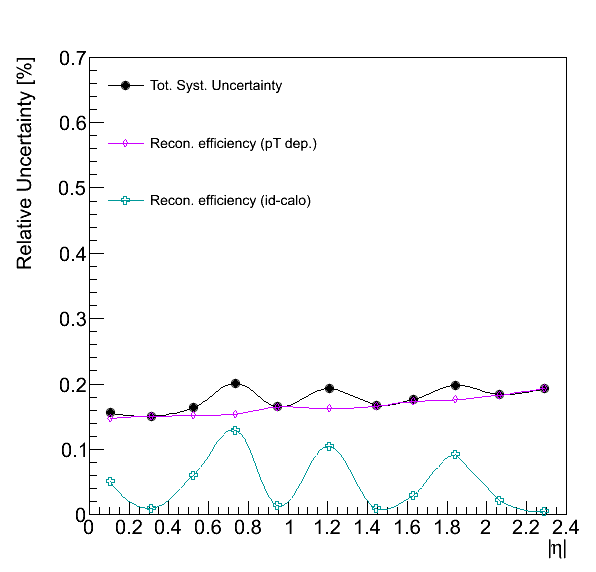 Relative Uncertainty [%]
0.7
0.6
0.5
0.4
0.3
0.2
0.1
0
Tot. Syst. Uncertainty
Recon. efficiency (pT dep.)
Recon. efficiency (id-calo)
0 0.2 0.4 0.6 0.8 1 1.2 1.4 1.6 1.8 2 2.2 2.4
|η|